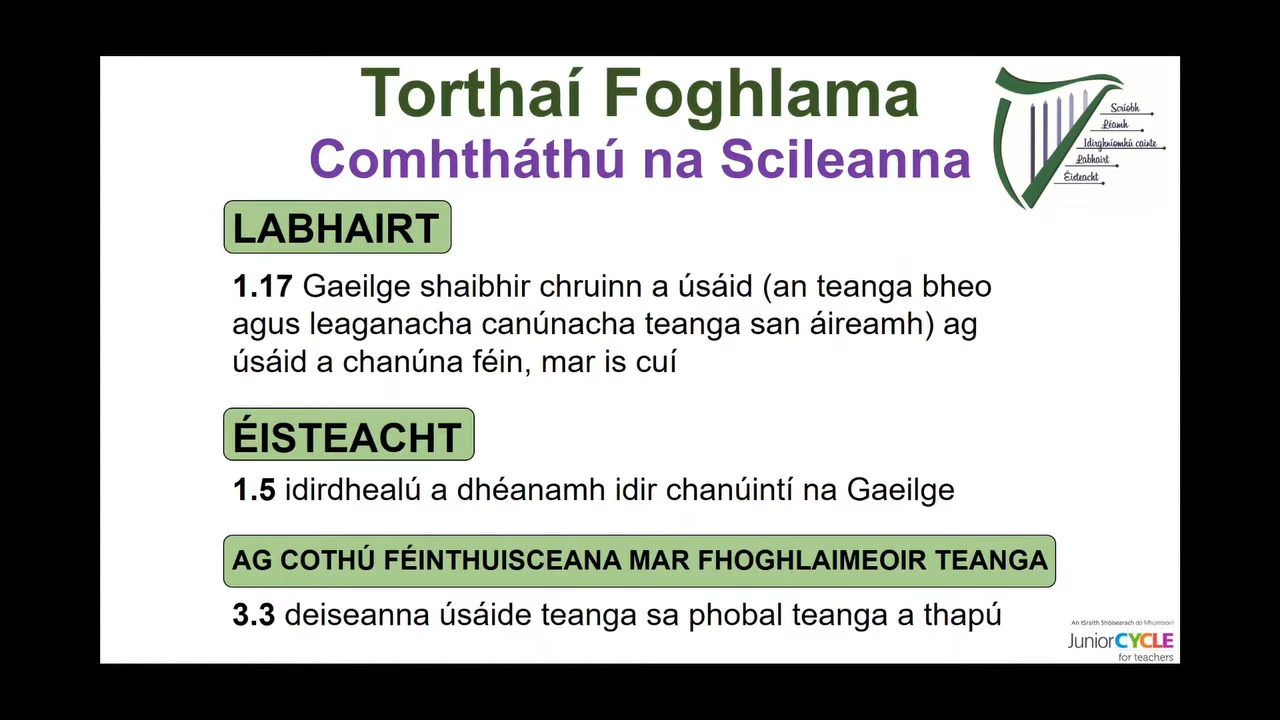 Torthaí Foghlama
Comhtháthú na Scileanna
Scríobh
Léamh
Idirghníomhú cainte
Labhairt
Éisteacht
LABHAIRT
1.17 Gaeilge shaibhir chruinn a úsáid (an teanga bheo
agus leaganacha canúnacha teanga san áireamh) ag
úsáid a chanúna féin, mar is cuí
ÉISTEACHT
1.5 idirdhealú a dhéanamh idir chanúintí na Gaeilge
AG COTHÚ FÉINTHUISCEANA MAR FHOGHLAIMEOIR TEANGA
3.3 deiseanna úsáide teanga sa phobal teanga a thapú
An tSraith Shóisearach do Mhúinteoirí
JuniorCYCLE
for teachers